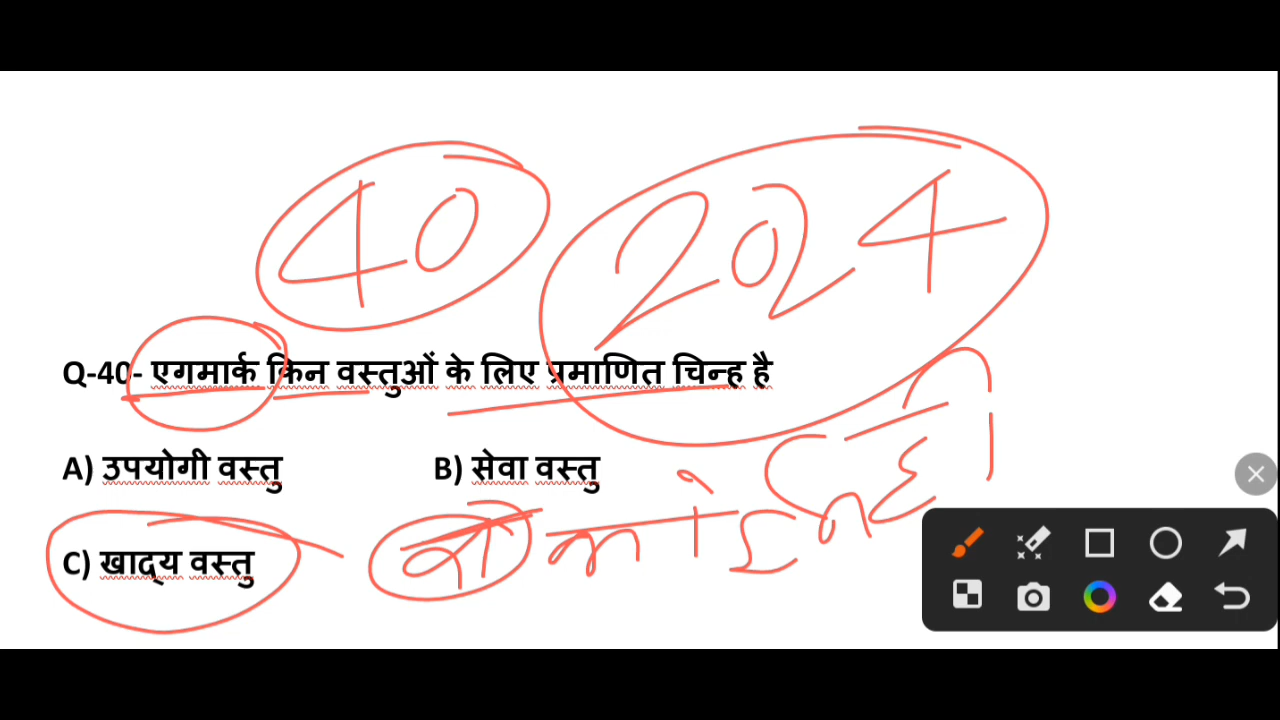 40 2024
Q-40- एगमार्क किन वस्तुओं के लिए प्रमाणित चिन्ह है
A) उपयोगी वस्तु B) सेवा वस्तु
C) खाद्य वस्तु